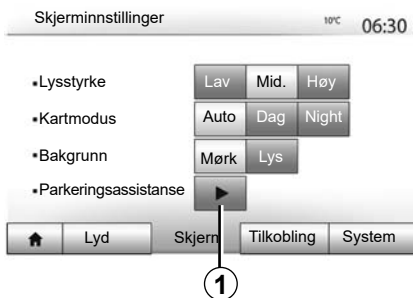 Skjerminnstillinger 10°C 06:30
▪Lysstyrke Lav Mid. Høy
▪Kartmodus Auto Dag Night
▪Bakgrunn Mørk Lys
▪Parkeringsassistanse
Lyd Skjerm Tilkobling System
1